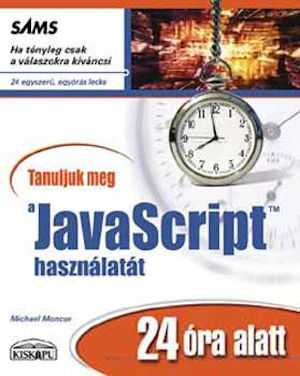 SAMS
Ha tényleg csak
a válaszokra kíváncsi
24 egyszerű, egyórás lecke
Tanuljuk meg
a JavaScript™
használatát
Michael Moncur
24 óra alatt
KISKAPU